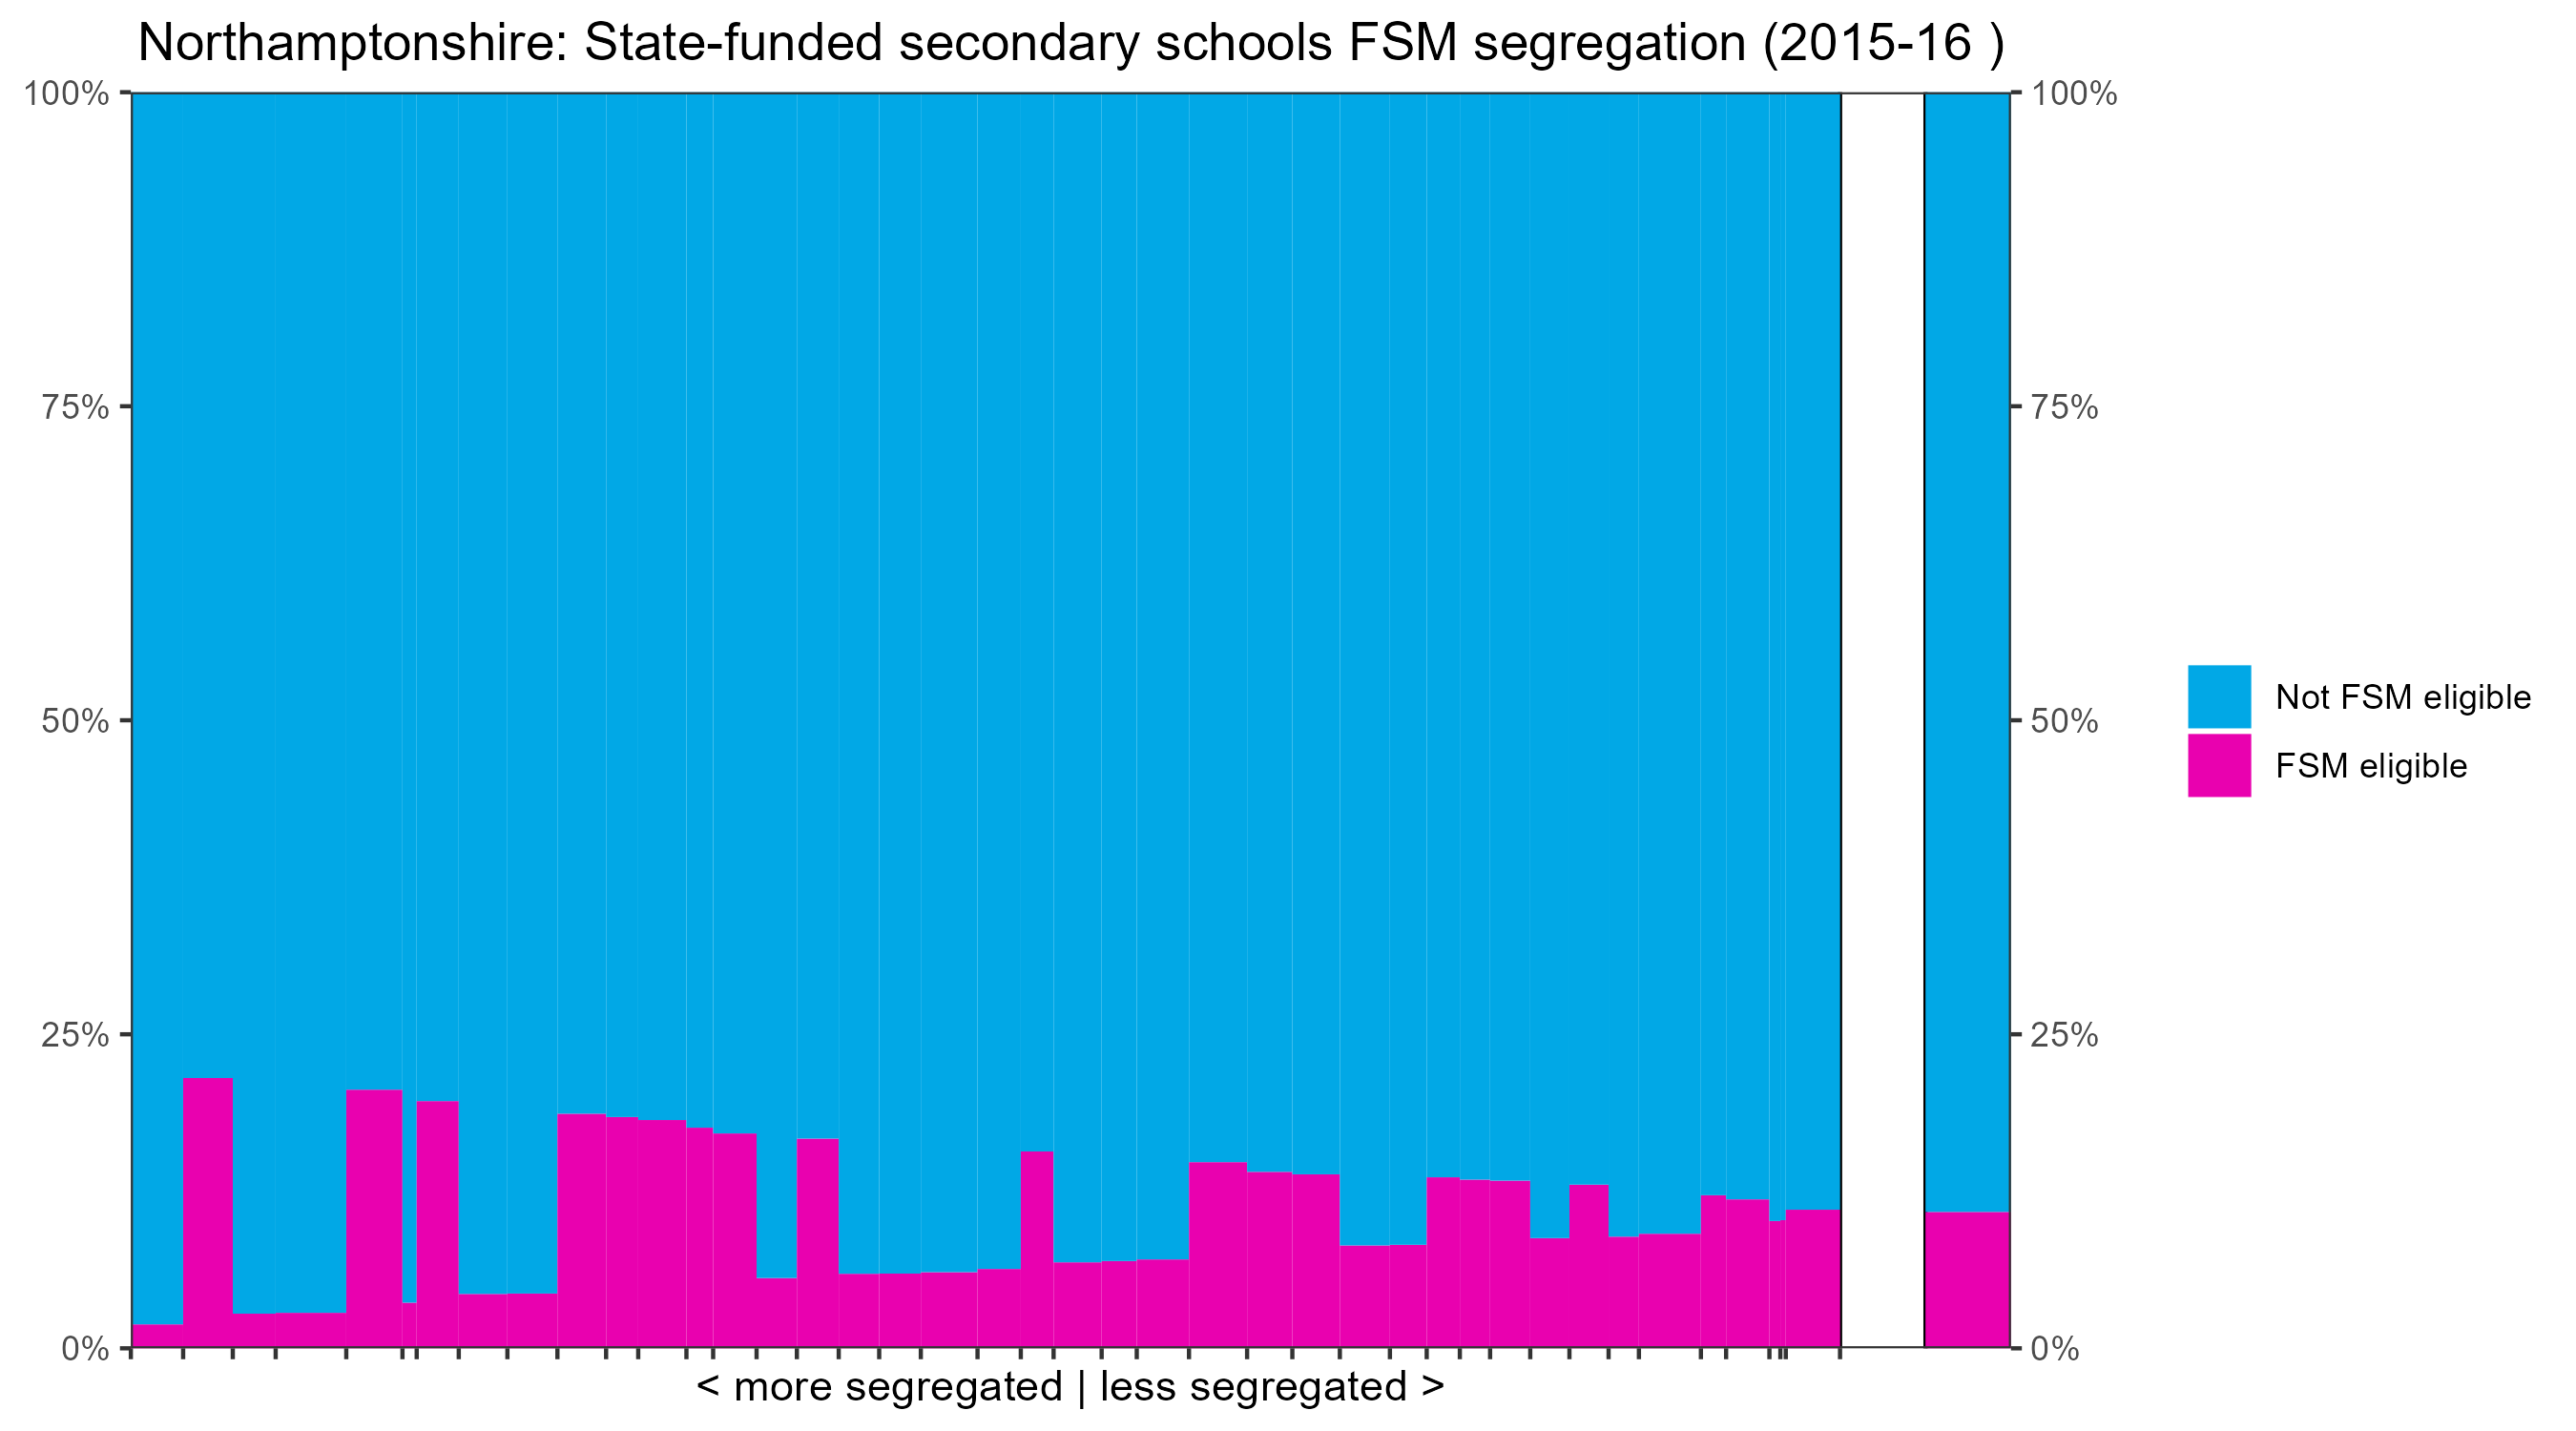 Northamptonshire: State-funded secondary schools FSM segregation (2015-16 )
100%
75%
50%
25%
0%
100%
75%
50%
25%
0%
Not FSM eligible
FSM eligible
< more segregated | less segregated >